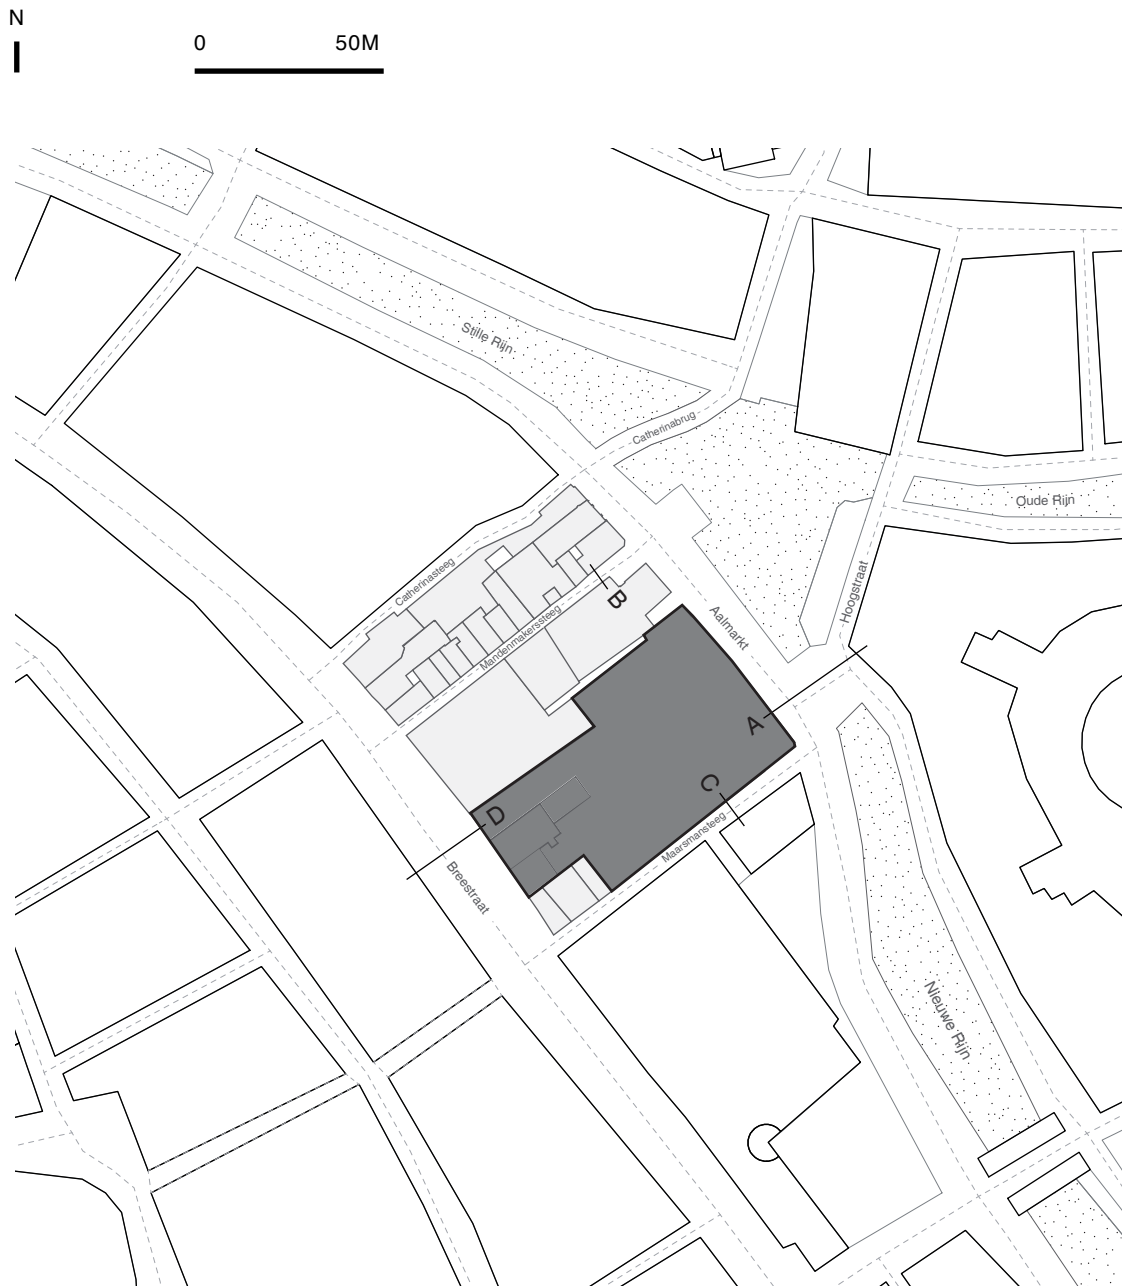 N
0 50M
Stille Rijn
Catherinabrug
Oude Rijn
Catherinasteeg
Hoogstraat
B
Mandenmakerssteeg
Aalmarkt
A
C
D
Maarsmansteeg
Breestraat
Nieuwe Rijn